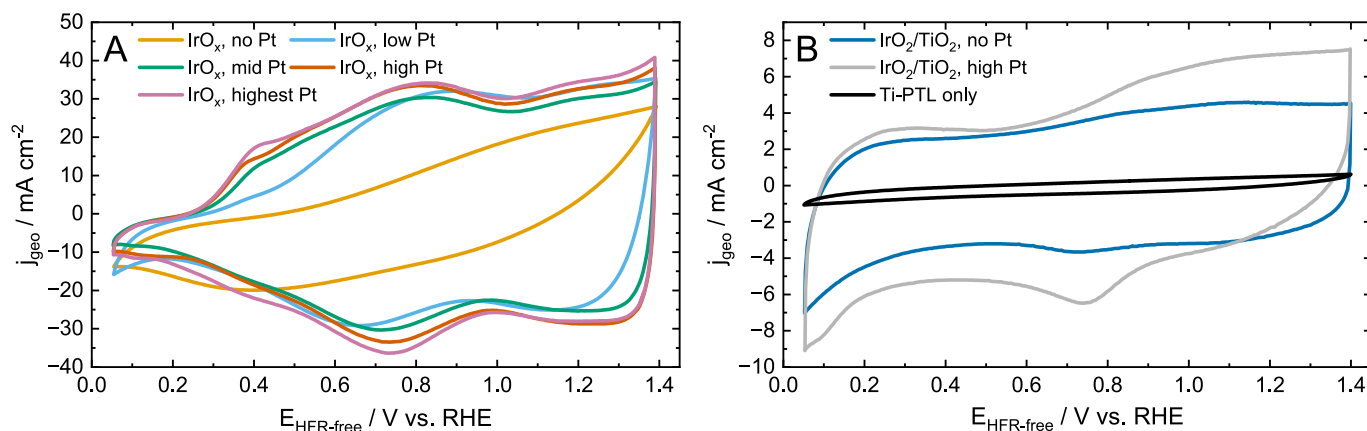 A
IrOₓ, no Pt
IrOₓ, low Pt
IrOₓ, mid Pt
IrOₓ, high Pt
IrOₓ, highest Pt
50
40
30
20
10
0
−10
−20
−30
−40
j_geo / mA cm⁻²
0.0 0.2 0.4 0.6 0.8 1.0 1.2 1.4
E_HFR-free / V vs. RHE
B
IrO₂/TiO₂, no Pt
IrO₂/TiO₂, high Pt
Ti-PTL only
8
6
4
2
0
−2
−4
−6
−8
−10
j_geo / mA cm⁻²
0.0 0.2 0.4 0.6 0.8 1.0 1.2 1.4
E_HFR-free / V vs. RHE